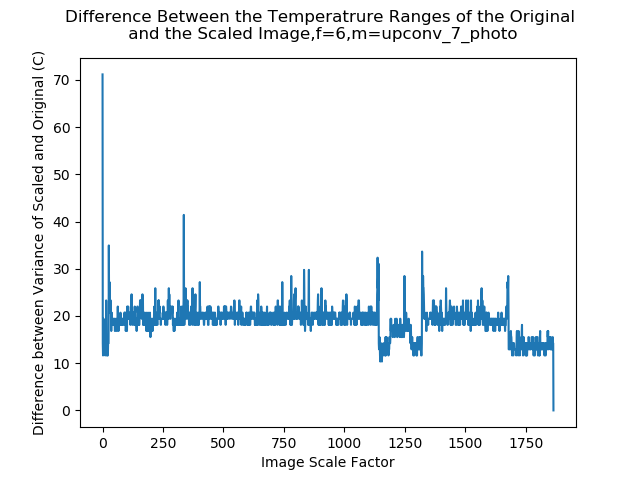 Difference Between the Temperatrure Ranges of the Original
and the Scaled Image,f=6,m=upconv_7_photo
Difference between Variance of Scaled and Original (C)
70
60
50
40
30
20
10
0
0 250 500 750 1000 1250 1500 1750
Image Scale Factor